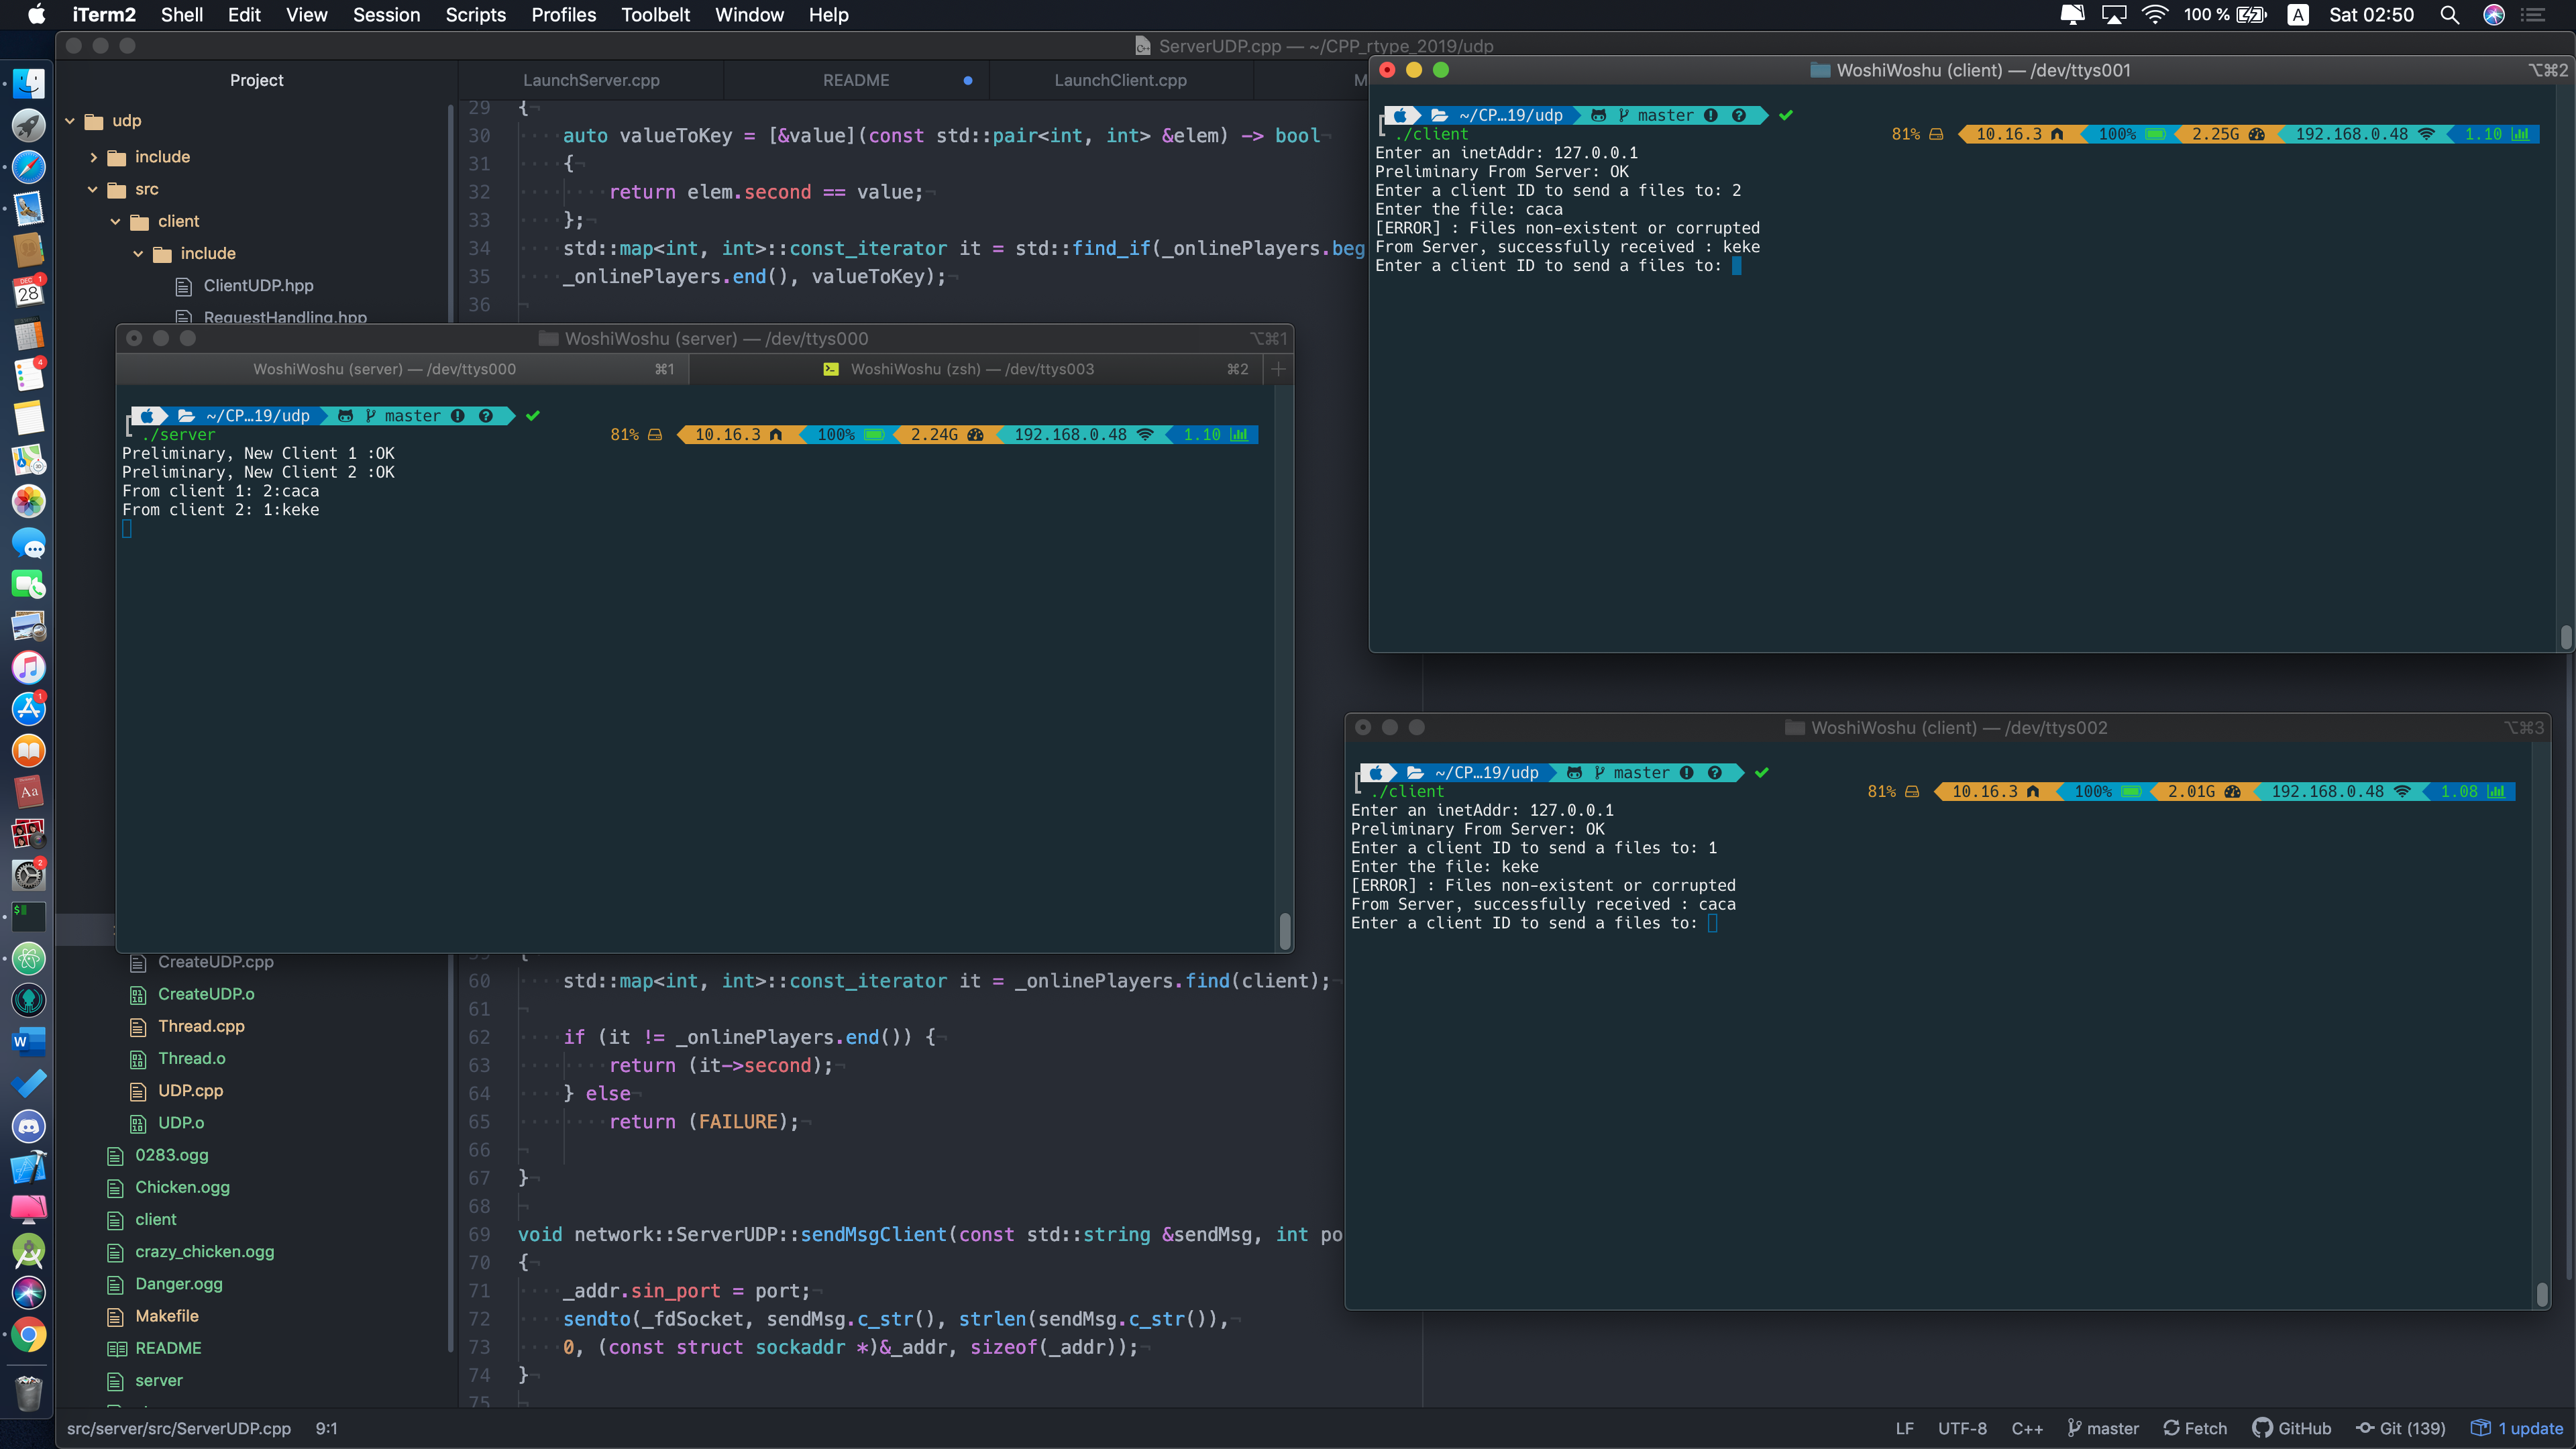 iTerm2 Shell Edit View Session Scripts Profiles Toolbelt Window Help 100 % A Sat 02:50
ServerUDP.cpp — ~/CPP_rtype_2019/udp
Project
LaunchServer.cpp README LaunchClient.cpp M
udp
include
src
client
include
ClientUDP.hpp
RequestHandling.hpp
29 {
30 auto valueToKey = [&value](const std::pair<int, int> &elem) -> bool
31 {
32 return elem.second == value;
33 };
34 std::map<int, int>::const_iterator it = std::find_if(_onlinePlayers.beg
35 _onlinePlayers.end(), valueToKey);
36
WoshiWoshu (client) — /dev/ttys001 ⌥⌘2
~/CP…19/udp master
./client 81% 10.16.3 100% 2.25G 192.168.0.48 1.10
Enter an inetAddr: 127.0.0.1
Preliminary From Server: OK
Enter a client ID to send a files to: 2
Enter the file: caca
[ERROR] : Files non-existent or corrupted
From Server, successfully received : keke
Enter a client ID to send a files to:
WoshiWoshu (server) — /dev/ttys000 ⌥⌘1
WoshiWoshu (server) — /dev/ttys000 ⌘1 WoshiWoshu (zsh) — /dev/ttys003 ⌘2 +
~/CP…19/udp master
./server 81% 10.16.3 100% 2.24G 192.168.0.48 1.10
Preliminary, New Client 1 :OK
Preliminary, New Client 2 :OK
From client 1: 2:caca
From client 2: 1:keke
WoshiWoshu (client) — /dev/ttys002 ⌥⌘3
~/CP…19/udp master
./client 81% 10.16.3 100% 2.01G 192.168.0.48 1.08
Enter an inetAddr: 127.0.0.1
Preliminary From Server: OK
Enter a client ID to send a files to: 1
Enter the file: keke
[ERROR] : Files non-existent or corrupted
From Server, successfully received : caca
Enter a client ID to send a files to:
CreateUDP.cpp
CreateUDP.o
Thread.cpp
Thread.o
UDP.cpp
UDP.o
0283.ogg
Chicken.ogg
client
crazy_chicken.ogg
Danger.ogg
Makefile
README
server
60 std::map<int, int>::const_iterator it = _onlinePlayers.find(client);
61
62 if (it != _onlinePlayers.end()) {
63 return (it->second);
64 } else
65 return (FAILURE);
66
67 }
68
69 void network::ServerUDP::sendMsgClient(const std::string &sendMsg, int po
70 {
71 _addr.sin_port = port;
72 sendto(_fdSocket, sendMsg.c_str(), strlen(sendMsg.c_str()),
73 0, (const struct sockaddr *)&_addr, sizeof(_addr));
74 }
75
src/server/src/ServerUDP.cpp 9:1 LF UTF-8 C++ master Fetch GitHub Git (139) 1 update
DEC
28
1
4
1
Aa
2
$
W